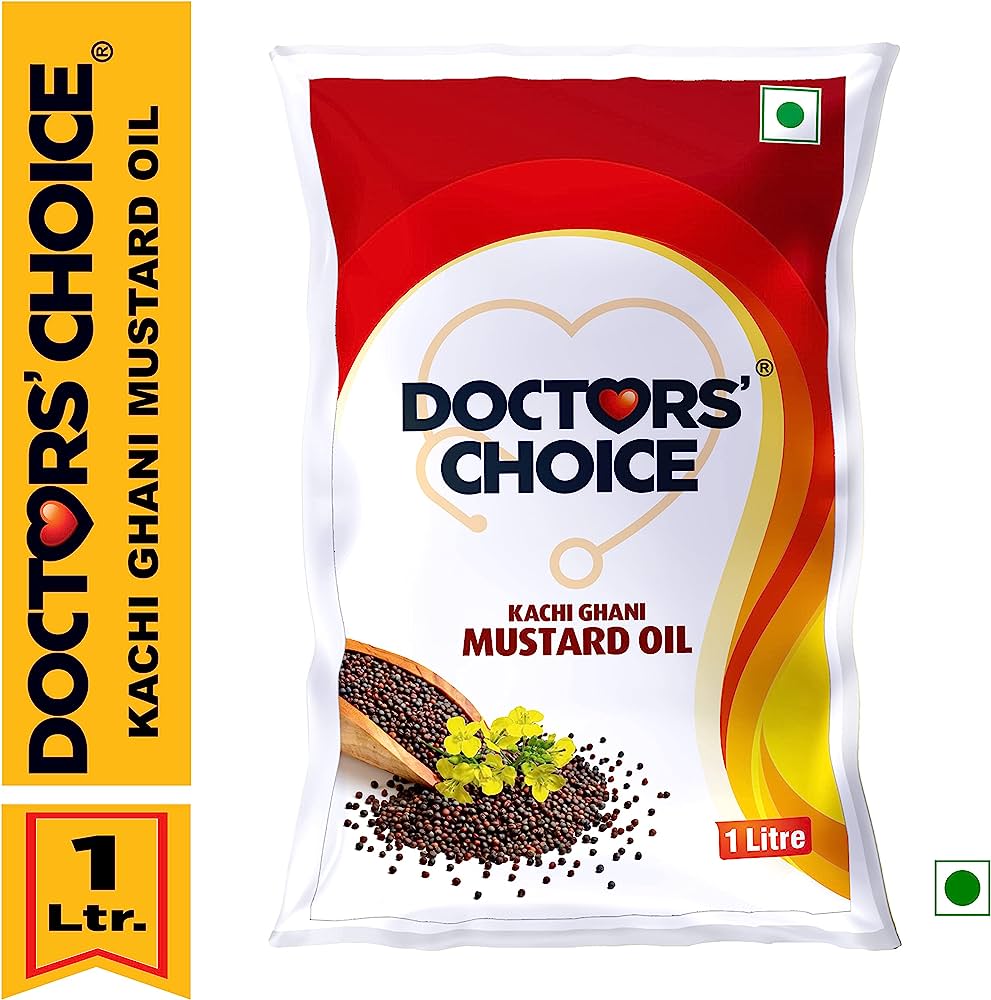 DOCTORS' CHOICE®
KACHI GHANI MUSTARD OIL
1
Ltr.
DOCTORS'®
CHOICE
KACHI GHANI
MUSTARD OIL
1 Litre